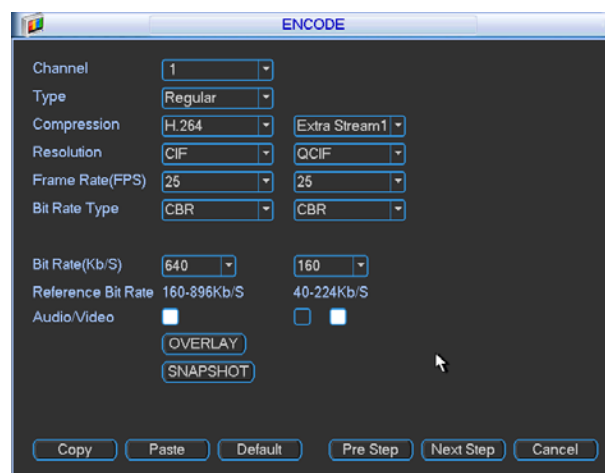 ENCODE
Channel 1
Type Regular
Compression H.264 Extra Stream1
Resolution CIF QCIF
Frame Rate(FPS) 25 25
Bit Rate Type CBR CBR
Bit Rate(Kb/S) 640 160
Reference Bit Rate 160-896Kb/S 40-224Kb/S
Audio/Video
OVERLAY
SNAPSHOT
Copy Paste Default Pre Step Next Step Cancel